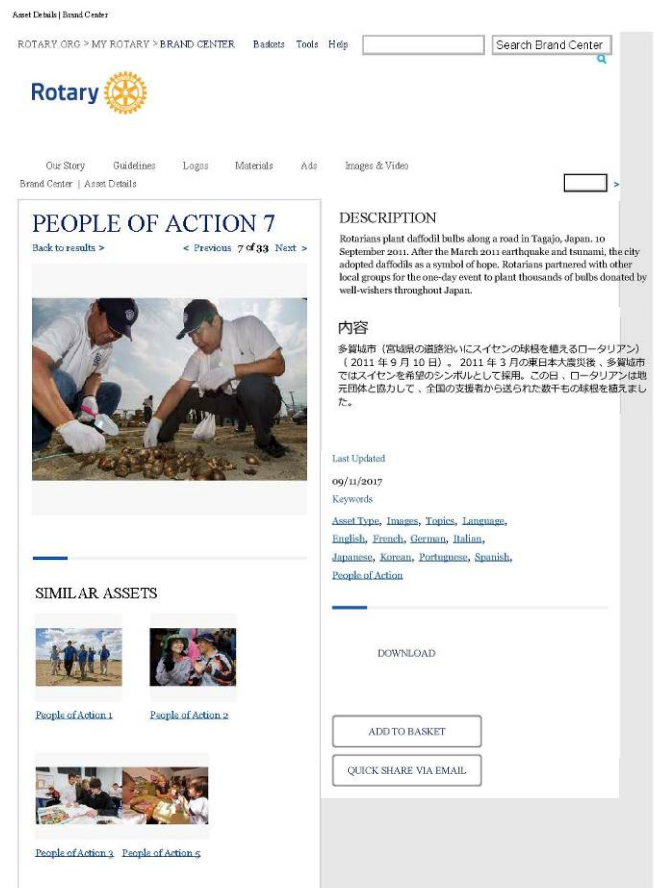 Asset Details | Brand Center
ROTARY.ORG > MY ROTARY > BRAND CENTER Baskets Tools Help Search Brand Center
Rotary
Our Story Guidelines Logos Materials Ads Images & Video
Brand Center | Asset Details >
PEOPLE OF ACTION 7
Back to results > < Previous 7 of 33 Next >
DESCRIPTION
Rotarians plant daffodil bulbs along a road in Tagajo, Japan. 10
September 2011. After the March 2011 earthquake and tsunami, the city
adopted daffodils as a symbol of hope. Rotarians partnered with other
local groups for the one-day event to plant thousands of bulbs donated by
well-wishers throughout Japan.
内容
多賀城市（宮城県の道路沿いにスイセンの球根を植えるロータリアン）
（ 2011 年 9 月 10 日）。 2011 年 3 月の東日本大震災後 、多賀城市
ではスイセンを希望のシンボルとして採用。この日 、ロータリアンは地
元団体と協力して 、全国の支援者から送られた数千もの球根を植えまし
た。
Last Updated
09/11/2017
Keywords
Asset Type, Images, Topics, Language,
English, French, German, Italian,
Japanese, Korean, Portuguese, Spanish,
People of Action
SIMILAR ASSETS
People of Action 1 People of Action 2
People of Action 3 People of Action 5
DOWNLOAD
ADD TO BASKET
QUICK SHARE VIA EMAIL